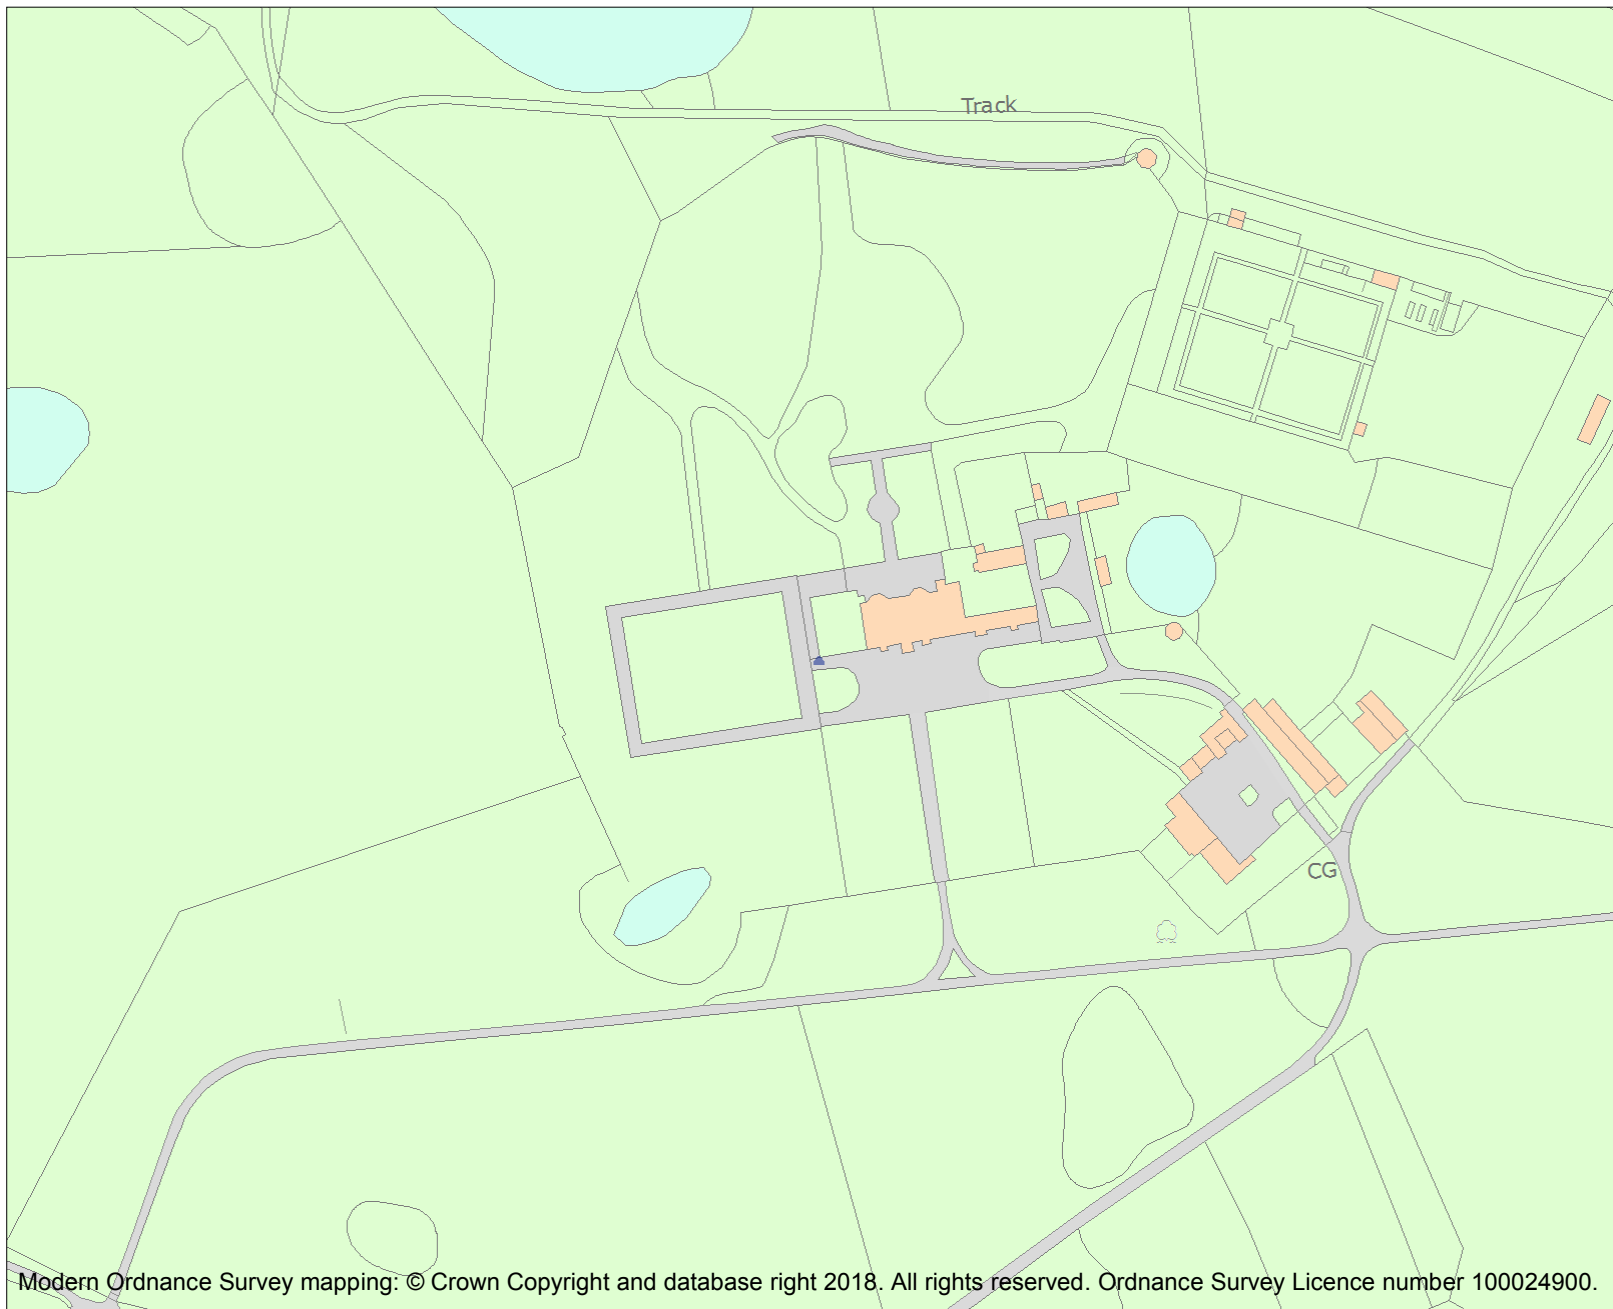 Track
CG
Modern Ordnance Survey mapping: © Crown Copyright and database right 2018. All rights reserved. Ordnance Survey Licence number 100024900.